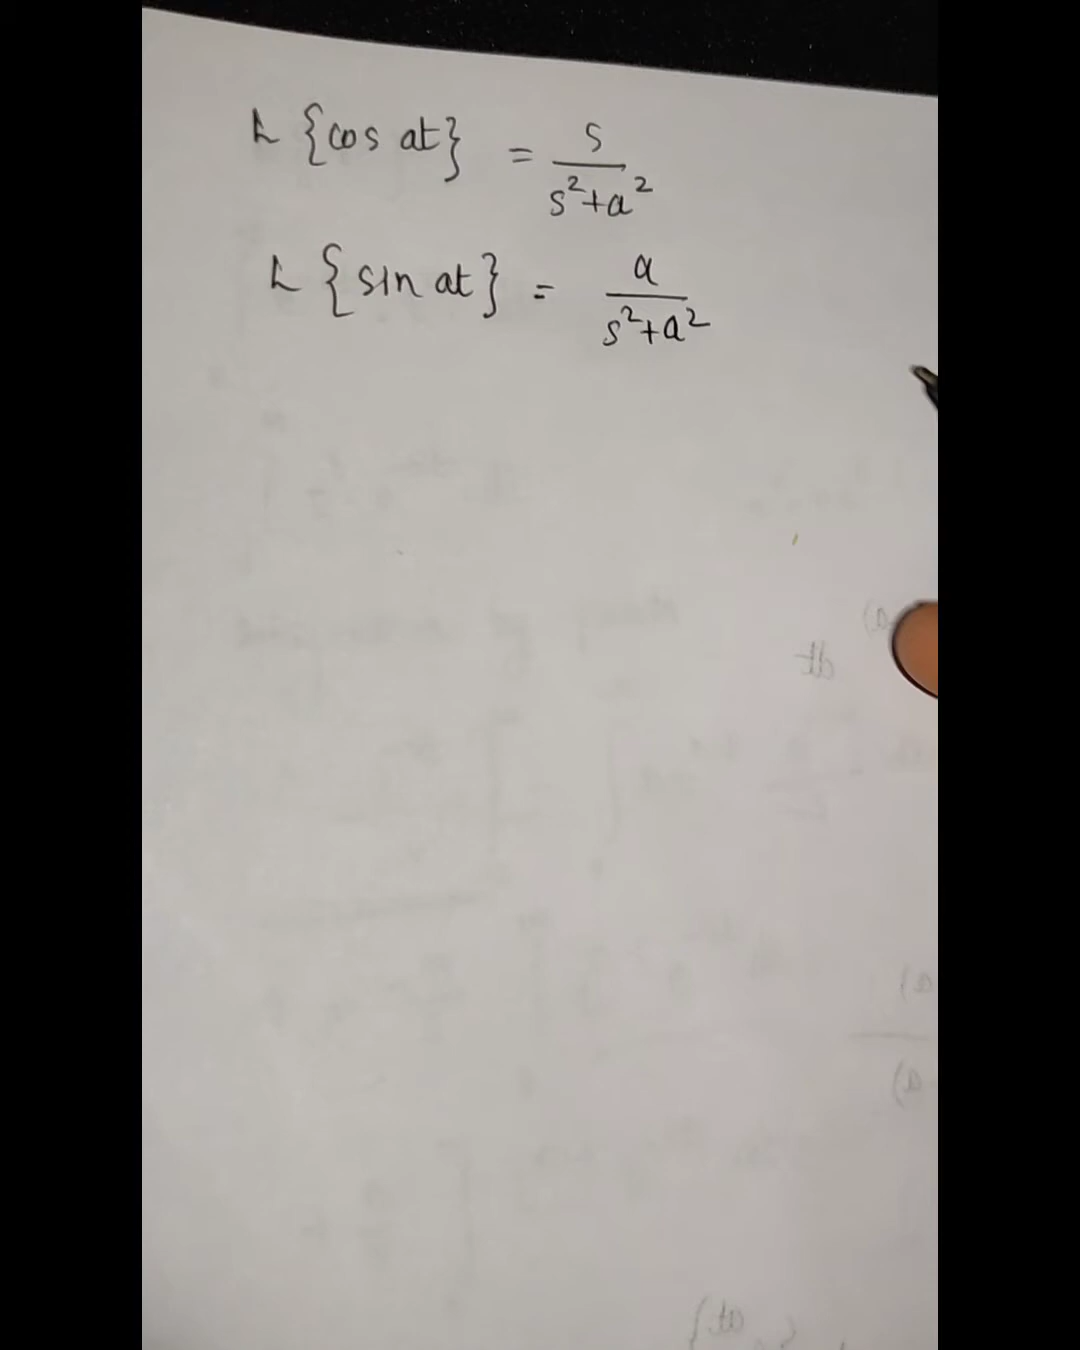 L {cos at} = s/(s²+a²)
L {sin at} = a/(s²+a²)